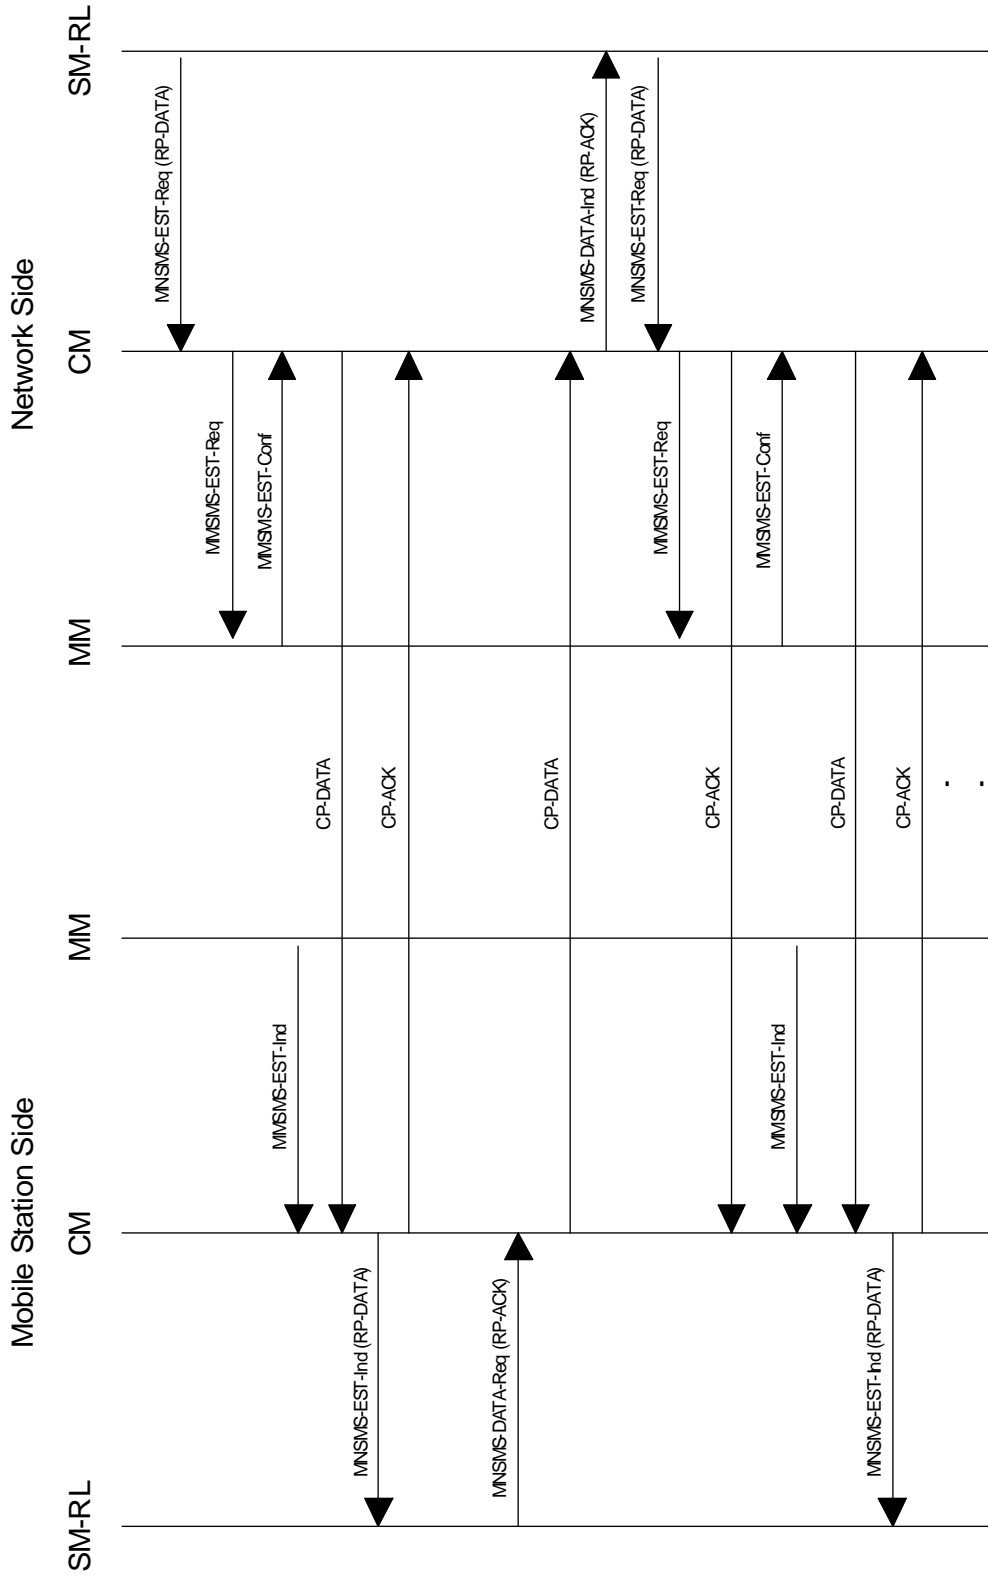 Mobile Station Side
Network Side
SM-RL
CM
MM
MM
CM
SM-RL
MNSMS-EST-Req (RP-DATA)
MMSMS-EST-Req
MMSMS-EST-Conf
MMSMS-EST-Ind
CP-DATA
MNSMS-EST-Ind (RP-DATA)
CP-ACK
MNSMS-DATA-Req (RP-ACK)
CP-DATA
MNSMS-DATA-Ind (RP-ACK)
MNSMS-EST-Req (RP-DATA)
MMSMS-EST-Req
CP-ACK
MMSMS-EST-Conf
MMSMS-EST-Ind
CP-DATA
MNSMS-EST-Ind (RP-DATA)
CP-ACK
. .